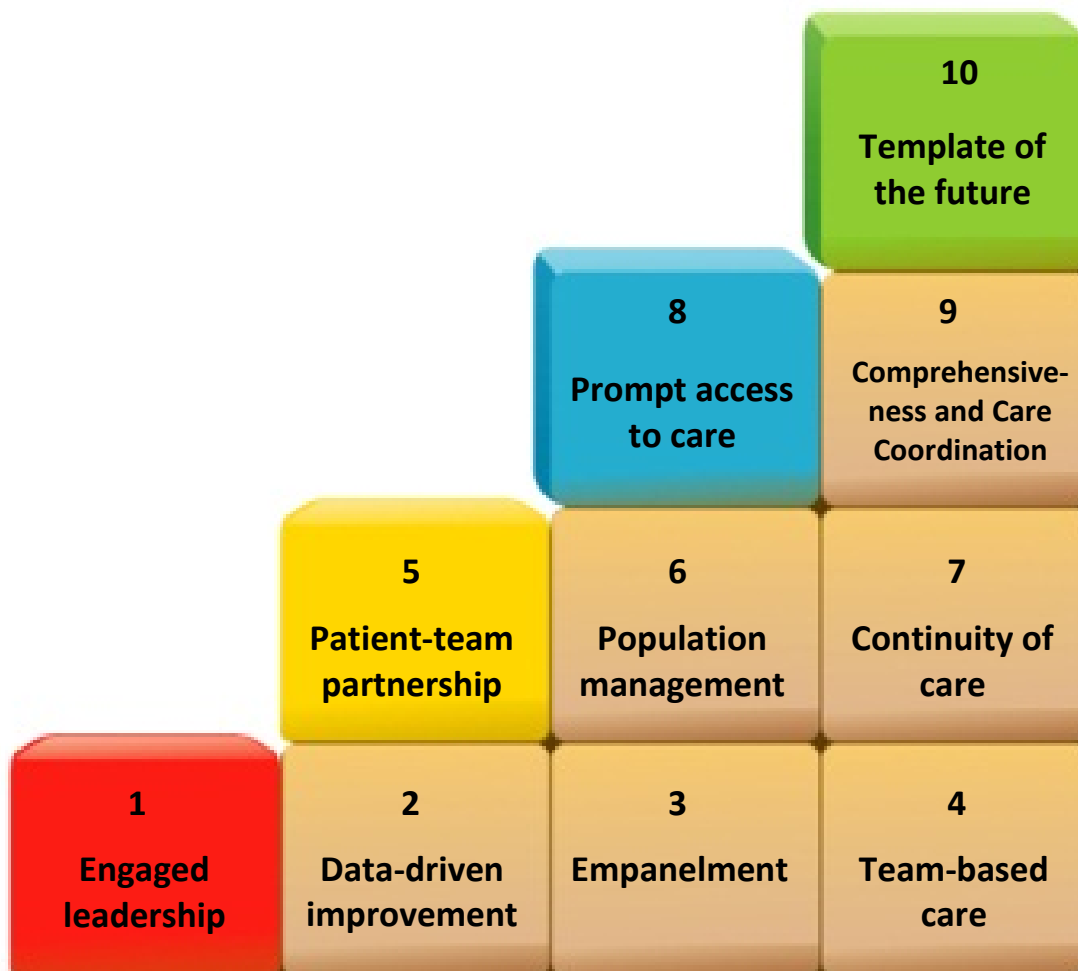 10
Template of
the future
8
Prompt access
to care
9
Comprehensive-
ness and Care
Coordination
5
Patient-team
partnership
6
Population
management
7
Continuity of
care
1
Engaged
leadership
2
Data-driven
improvement
3
Empanelment
4
Team-based
care